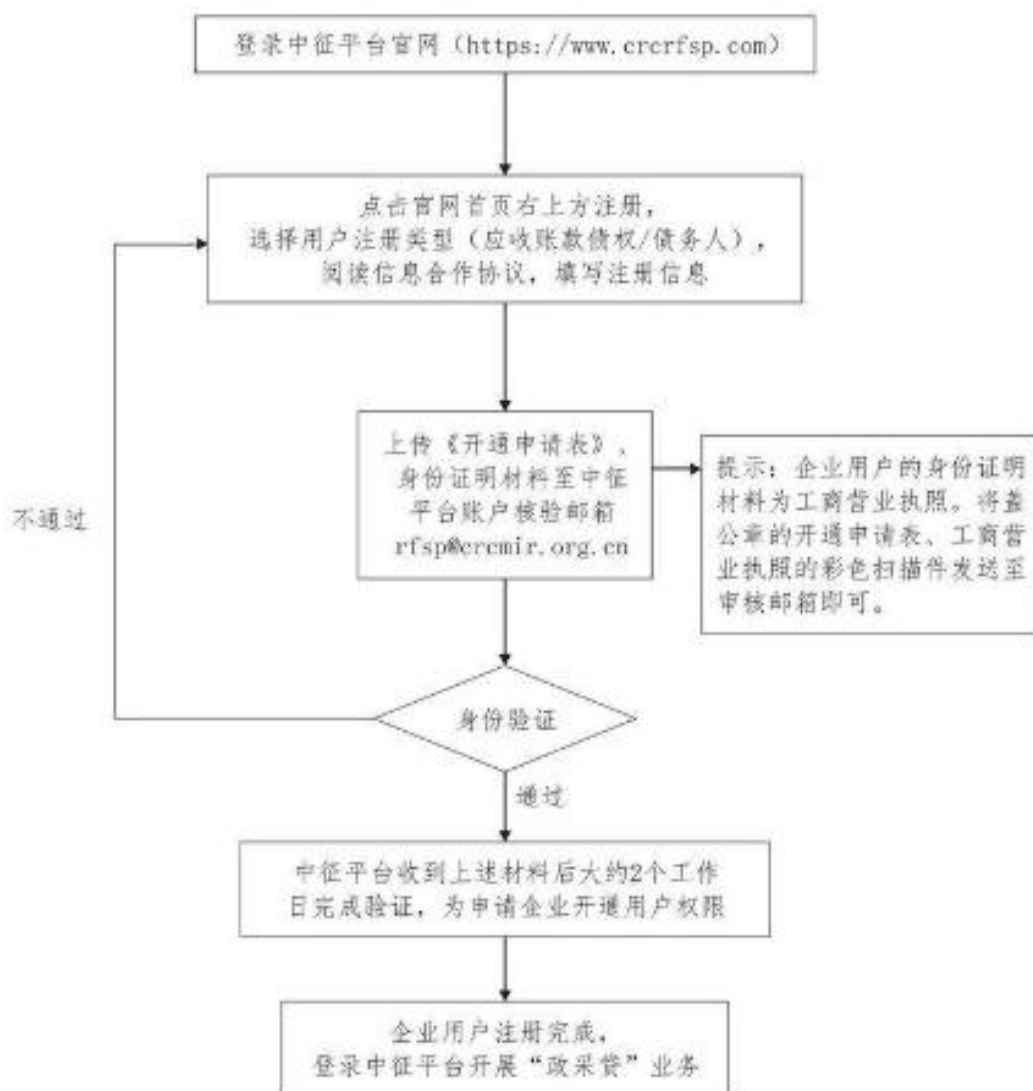 登录中征平台官网（https://www.crcrfsp.com）
点击官网首页右上方注册，
选择用户注册类型（应收账款债权/债务人），
阅读信息合作协议，填写注册信息
上传《开通申请表》、
身份证明材料至中征
平台账户核验邮箱
rfsp@crcmir.org.cn
提示：企业用户的身份证明
材料为工商营业执照。将盖
公章的开通申请表、工商营
业执照的彩色扫描件发送至
审核邮箱即可。
不通过
身份验证
通过
中征平台收到上述材料后大约2个工作
日完成验证，为申请企业开通用户权限
企业用户注册完成，
登录中征平台开展“政采贷”业务